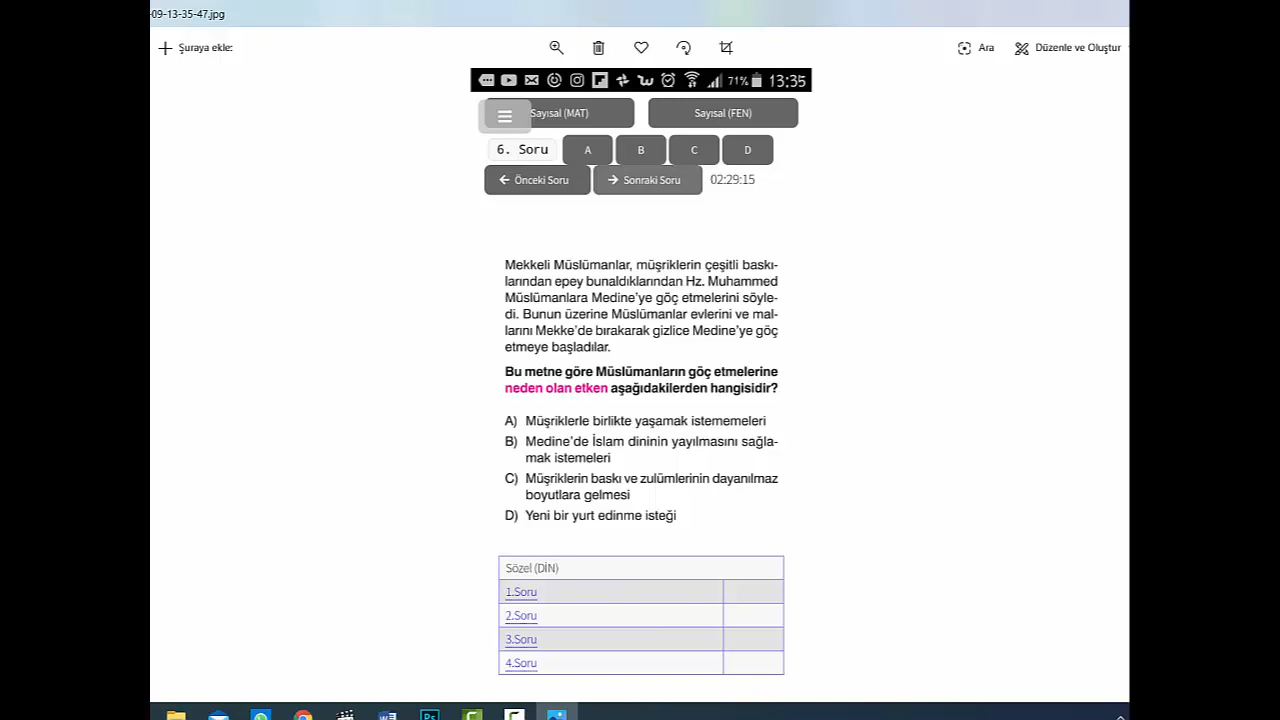 -09-13-35-47.jpg
Şuraya ekle:
Ara
Düzenle ve Oluştur
71% 13:35
Sayısal (MAT)
Sayısal (FEN)
6. Soru
A
B
C
D
← Önceki Soru
→ Sonraki Soru
02:29:15
Mekkeli Müslümanlar, müşriklerin çeşitli baskı-
larından epey bunaldıklarından Hz. Muhammed
Müslümanlara Medine'ye göç etmelerini söyle-
di. Bunun üzerine Müslümanlar evlerini ve mal-
larını Mekke'de bırakarak gizlice Medine'ye göç
etmeye başladılar.
Bu metne göre Müslümanların göç etmelerine
neden olan etken aşağıdakilerden hangisidir?
A) Müşriklerle birlikte yaşamak istememeleri
B) Medine'de İslam dininin yayılmasını sağla-
mak istemeleri
C) Müşriklerin baskı ve zulümlerinin dayanılmaz
boyutlara gelmesi
D) Yeni bir yurt edinme isteği
Sözel (DİN)
1.Soru
2.Soru
3.Soru
4.Soru
Ps